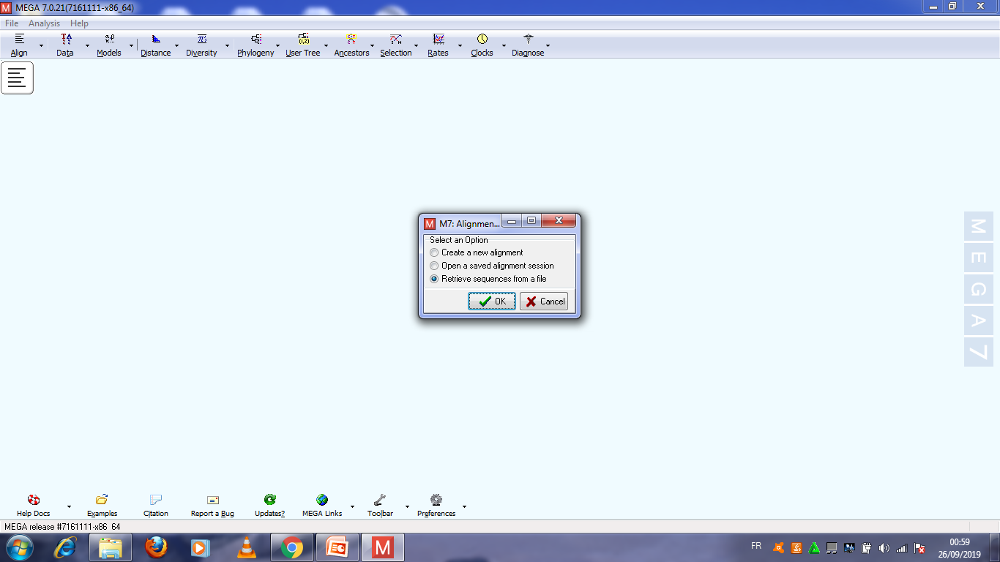 M MEGA 7.0.21(7161111-x86_64)
File Analysis Help
Align Data Models Distance Diversity Phylogeny User Tree Ancestors Selection Rates Clocks Diagnose
M M7: Alignmen...
Select an Option
Create a new alignment
Open a saved alignment session
Retrieve sequences from a file
OK Cancel
M
E
G
A
7
Help Docs Examples Citation Report a Bug Updates? MEGA Links Toolbar Preferences
MEGA release #7161111-x86_64
M FR 00:59
26/09/2019